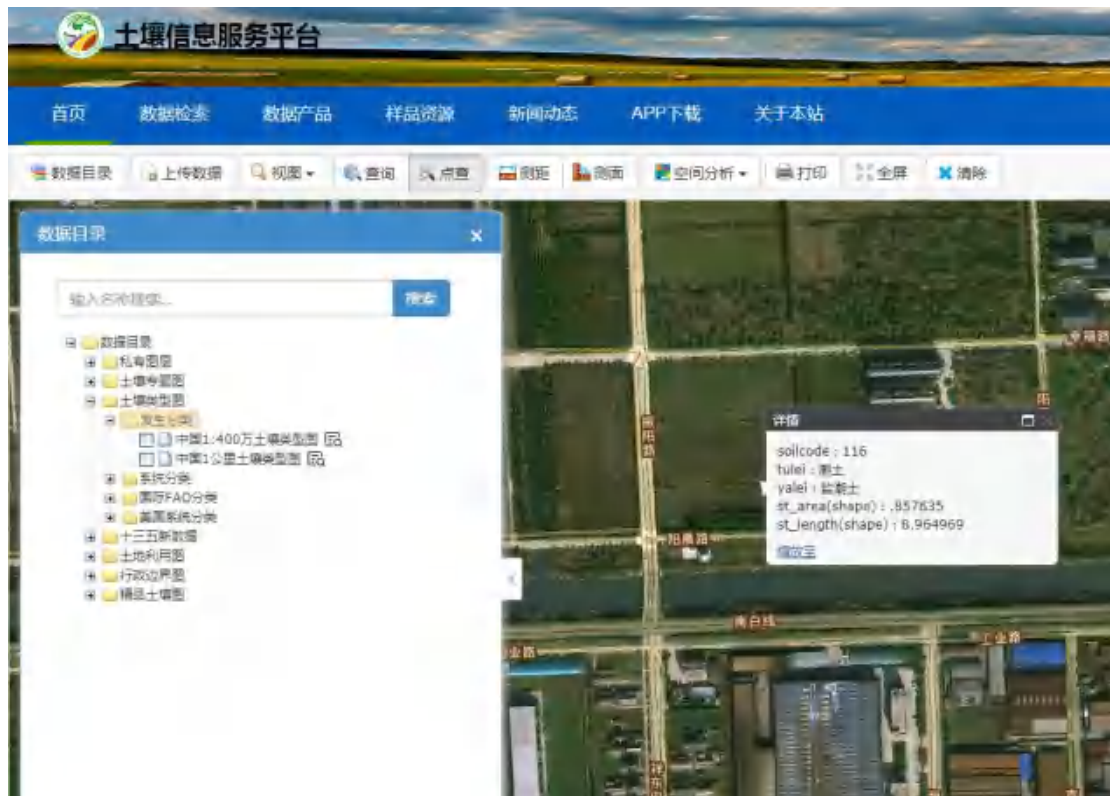 土壤信息服务平台
首页 数据检索 数据产品 样品资源 新闻动态 APP下载 关于本站
数据目录 上传数据 视图 查询 点查 测距 测面 空间分析 打印 全屏 清除
数据目录
输入名称搜索...
搜索
数据目录
私有图层
土壤专题图
土壤类型图
发生分类
中国1:400万土壤类型图
中国1公里土壤类型图
系统分类
国际FAO分类
美国系统分类
十三五新数据
土地利用图
行政边界图
精品土壤图
详情
soilcode : 116
tulei : 潮土
yalei : 盐潮土
st_area(shape) : .857635
st_length(shape) : 8.964969
缩放至
幸福路
南白线
工业路
业路